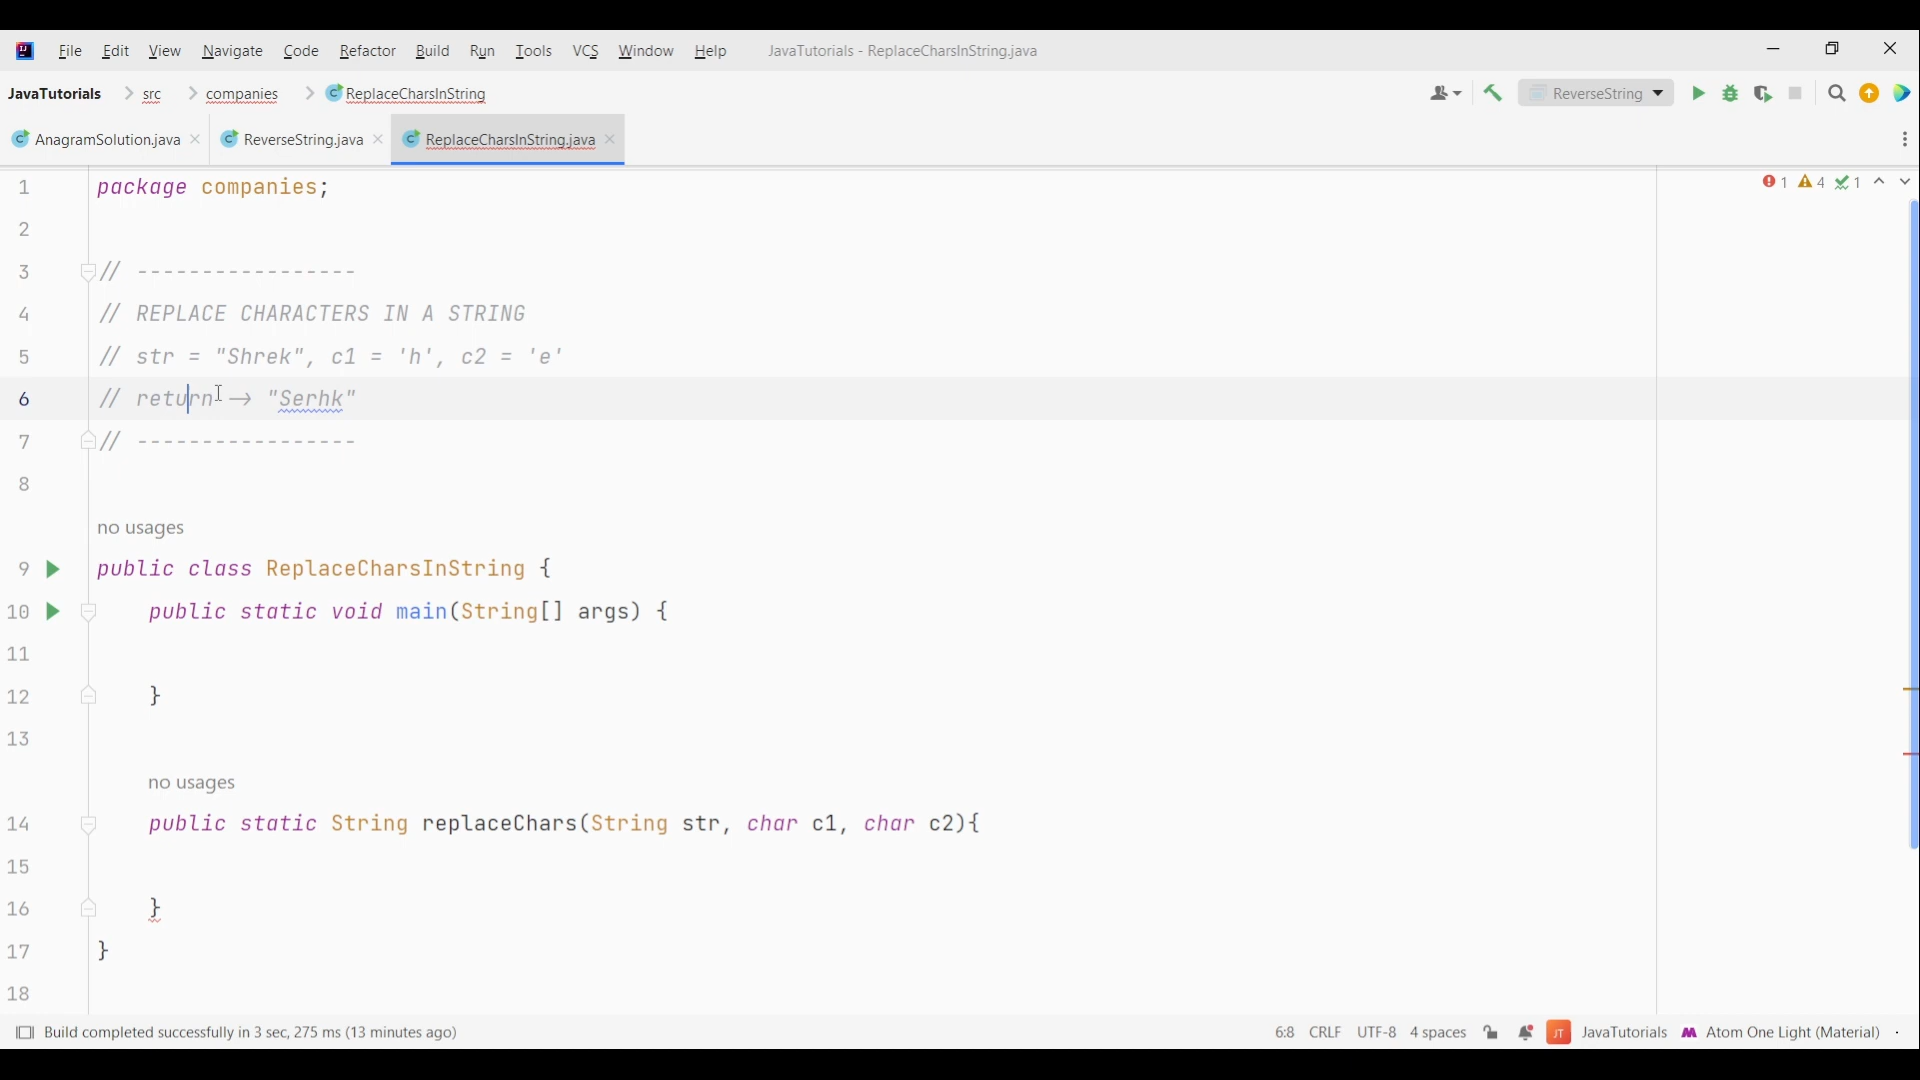 File Edit View Navigate Code Refactor Build Run Tools VCS Window Help JavaTutorials - ReplaceCharsInString.java
JavaTutorials src companies ReplaceCharsInString ReverseString
AnagramSolution.java ReverseString.java ReplaceCharsInString.java
1 package companies; 1 4 1
2
3 // -----------------
4 // REPLACE CHARACTERS IN A STRING
5 // str = "Shrek", c1 = 'h', c2 = 'e'
6 // return -> "Serhk"
7 // -----------------
8
no usages
9 public class ReplaceCharsInString {
10 public static void main(String[] args) {
11
12 }
13
no usages
14 public static String replaceChars(String str, char c1, char c2){
15
16 }
17 }
18
Build completed successfully in 3 sec, 275 ms (13 minutes ago) 6:8 CRLF UTF-8 4 spaces JT JavaTutorials Atom One Light (Material)